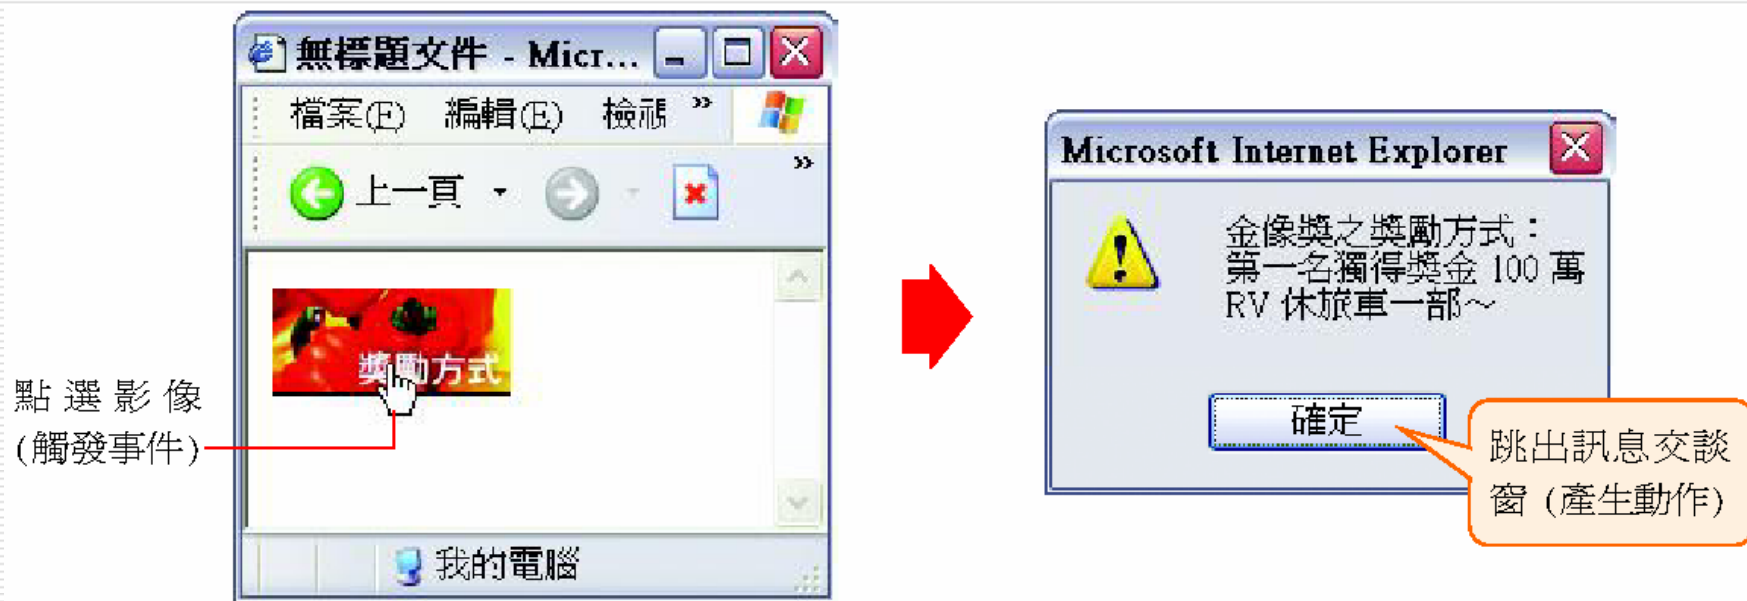 無標題文件 - Micr...
檔案(F) 編輯(E) 檢視 »
上一頁 »
獎勵方式
點選影像
(觸發事件)
我的電腦
Microsoft Internet Explorer
金像獎之獎勵方式：
第一名獨得獎金 100 萬
RV 休旅車一部～
確定
跳出訊息交談
窗 (產生動作)